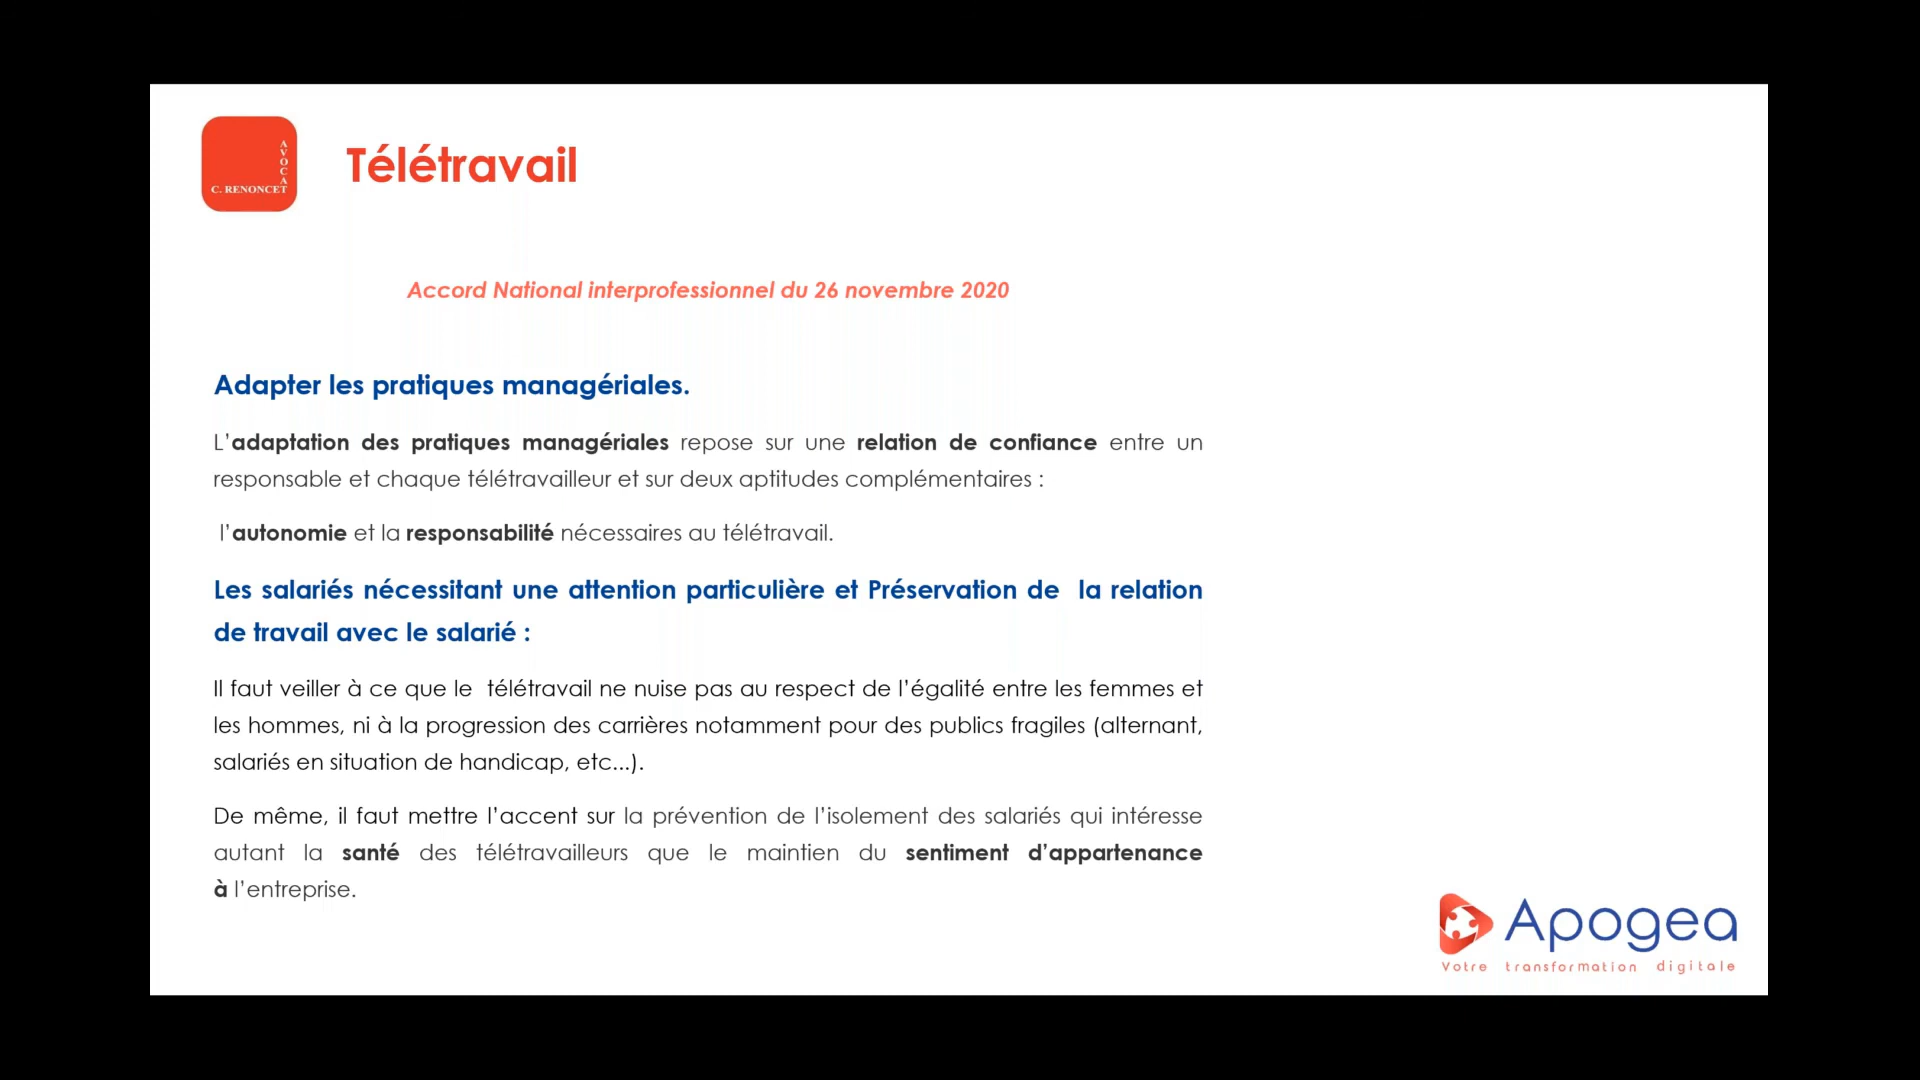 AVOCAT
C. RENONCET
Télétravail
Accord National interprofessionnel du 26 novembre 2020
Adapter les pratiques managériales.
L’adaptation des pratiques managériales repose sur une relation de confiance entre un
responsable et chaque télétravailleur et sur deux aptitudes complémentaires :
l’autonomie et la responsabilité nécessaires au télétravail.
Les salariés nécessitant une attention particulière et Préservation de la relation
de travail avec le salarié :
Il faut veiller à ce que le télétravail ne nuise pas au respect de l’égalité entre les femmes et
les hommes, ni à la progression des carrières notamment pour des publics fragiles (alternant,
salariés en situation de handicap, etc...).
De même, il faut mettre l’accent sur la prévention de l’isolement des salariés qui intéresse
autant la santé des télétravailleurs que le maintien du sentiment d’appartenance
à l’entreprise.
Apogea
Votre transformation digitale